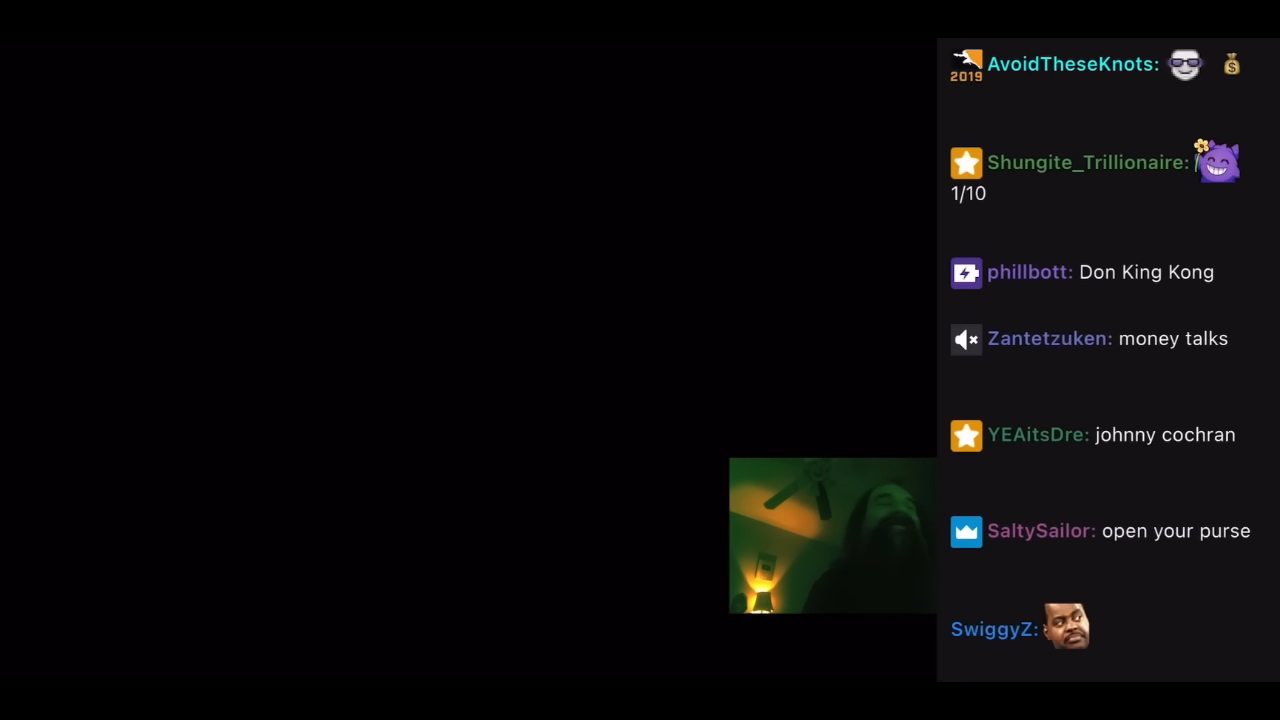 2019 AvoidTheseKnots:
Shungite_Trillionaire:
1/10
phillbott: Don King Kong
Zantetzuken: money talks
YEAitsDre: johnny cochran
SaltySailor: open your purse
SwiggyZ: